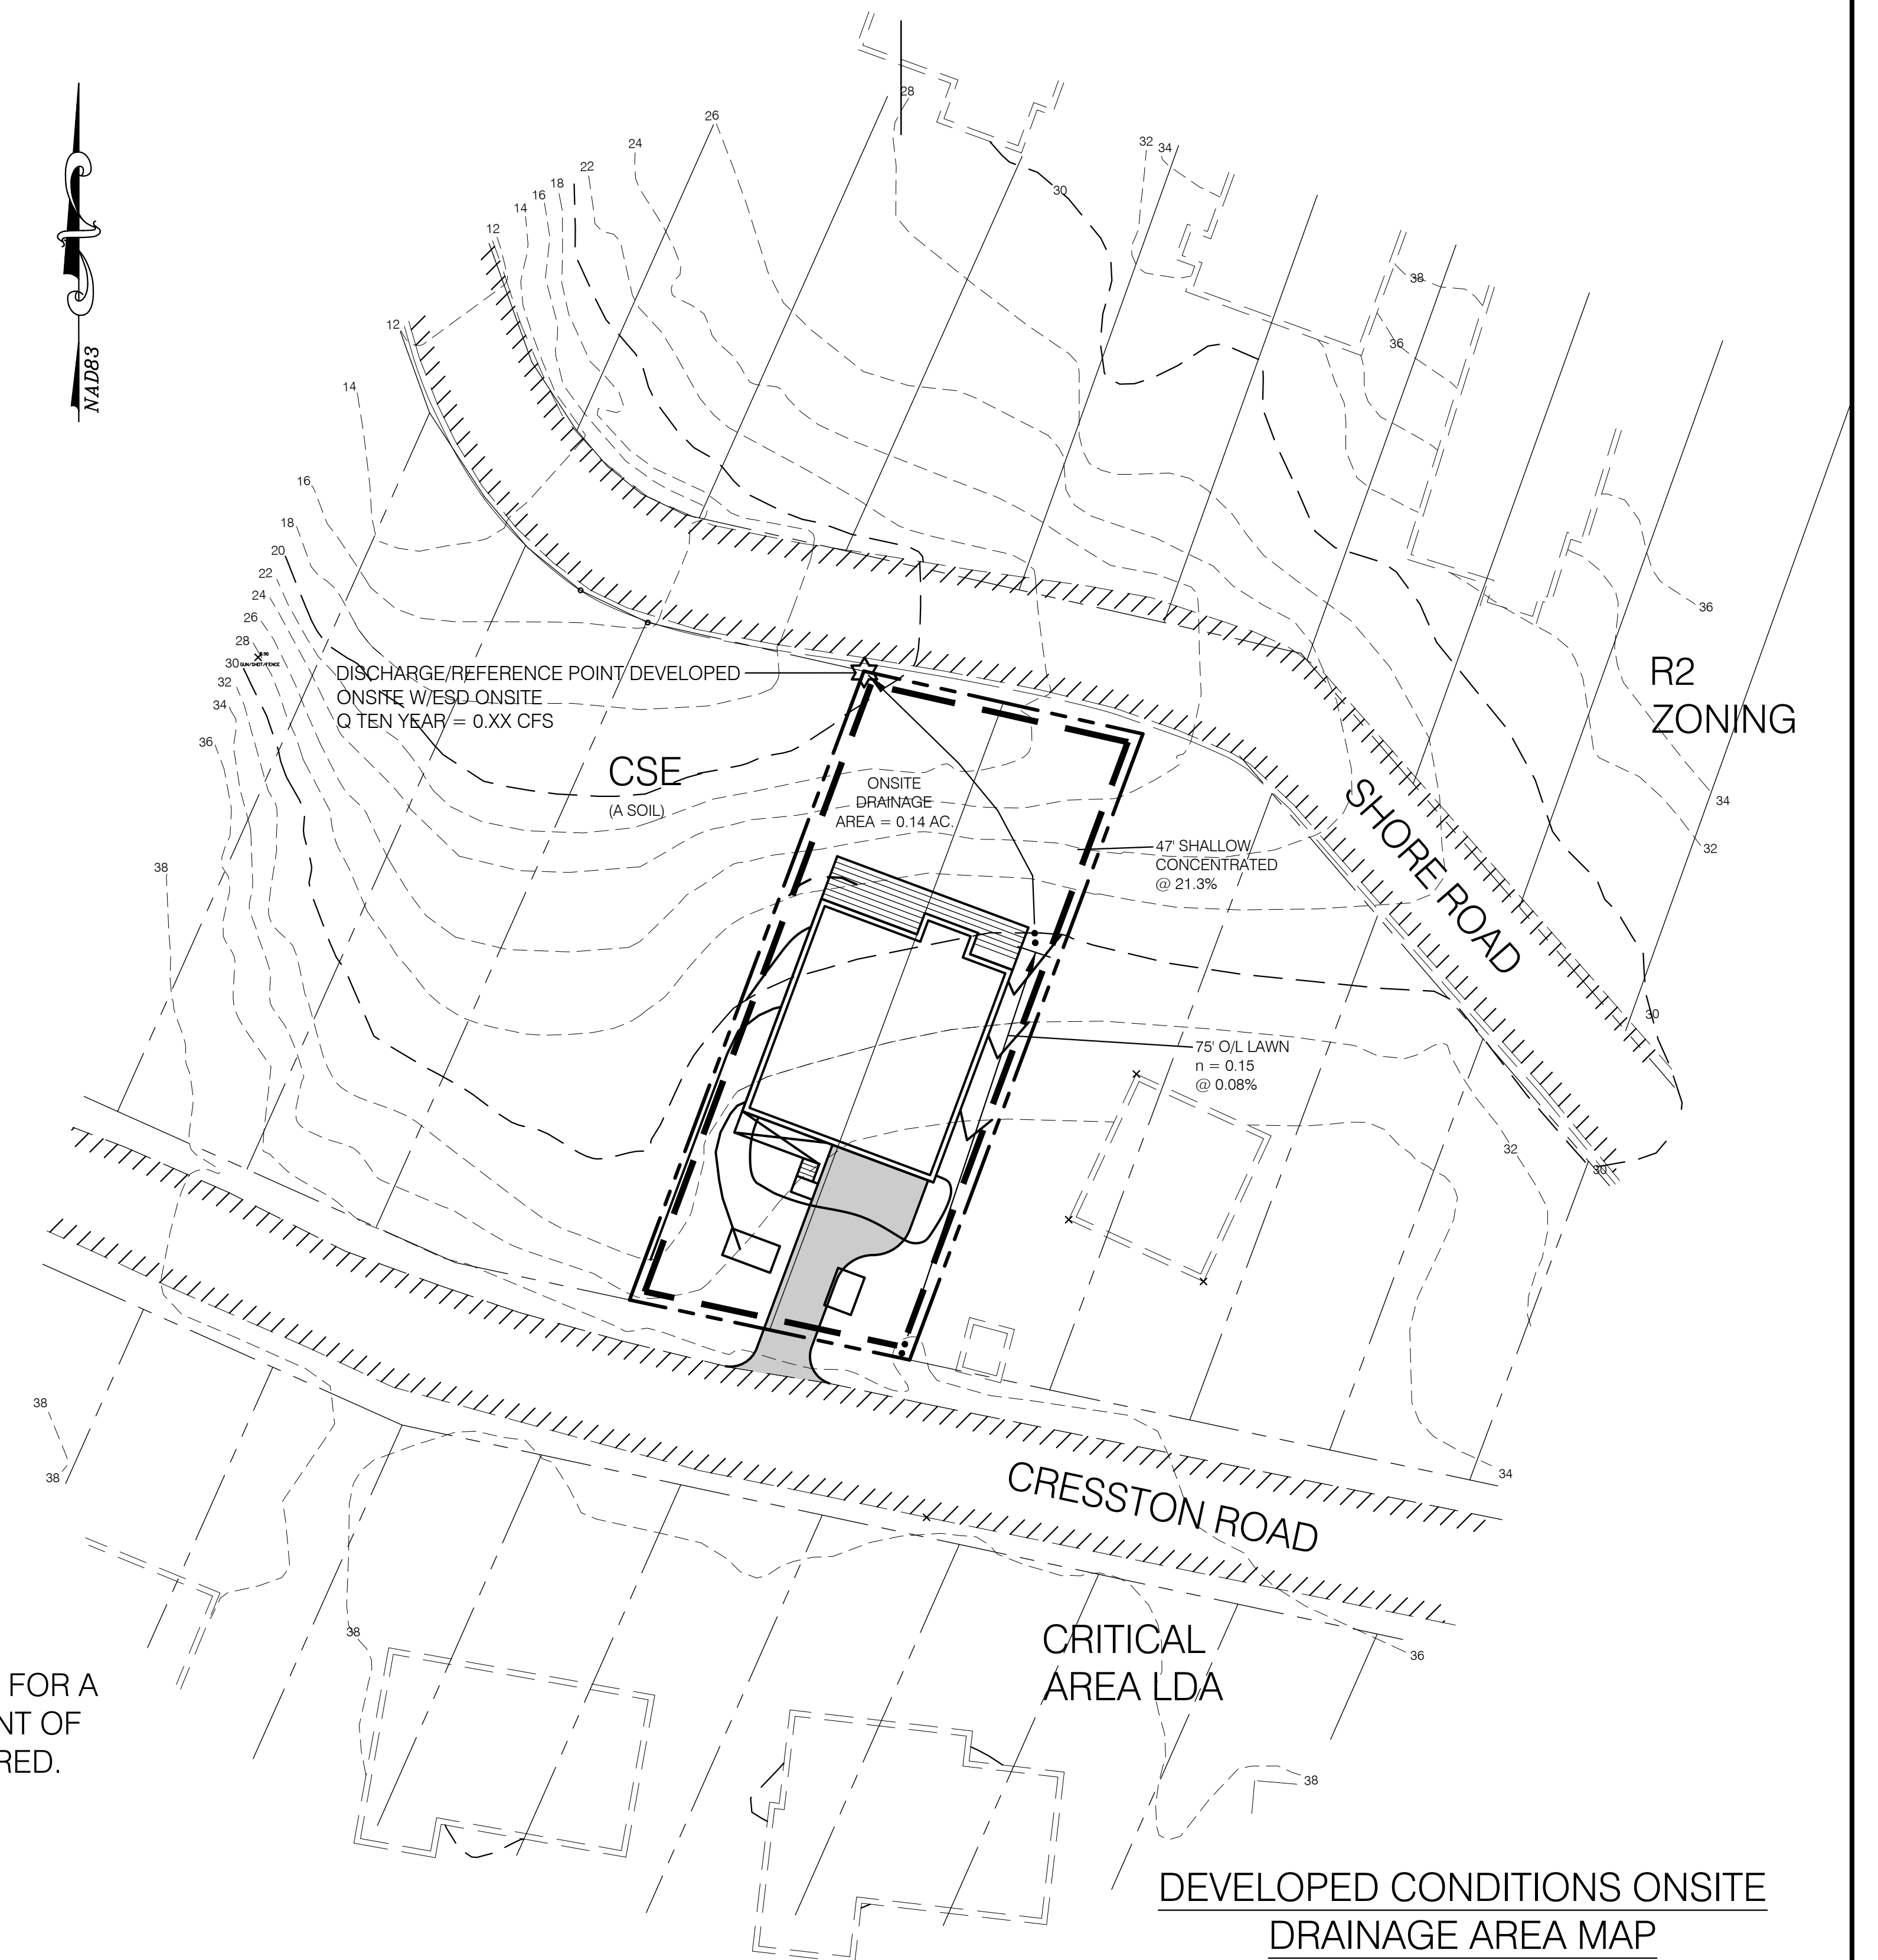 28
26
24
22
18
16
14
12
32
34
30
38
36
12
14
16
18
20
22
24
26
28
30
32
34
36
38
NAD83
GUN/SHOT/FENCE
DISCHARGE/REFERENCE POINT DEVELOPED
ONSITE W/ESD ONSITE
Q TEN YEAR = 0.XX CFS
CSE
(A SOIL)
ONSITE
DRAINAGE
AREA = 0.14 AC.
47' SHALLOW
CONCENTRATED
@ 21.3%
R2
ZONING
36
34
32
SHORE ROAD
30
75' O/L LAWN
n = 0.15
@ 0.08%
32
30
34
CRESSTON ROAD
38
38
38
36
CRITICAL
AREA LDA
38
FOR A
NT OF
RED.
DEVELOPED CONDITIONS ONSITE
DRAINAGE AREA MAP